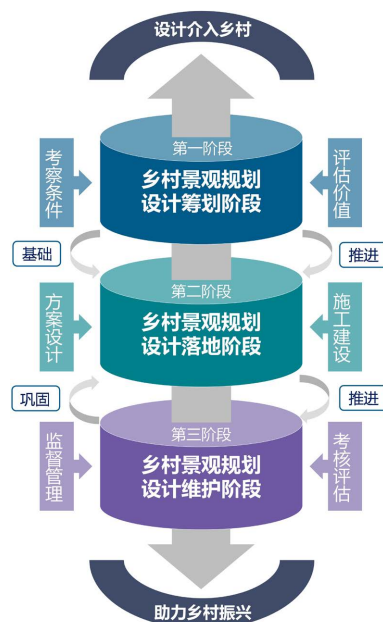 设计介入乡村
第一阶段
乡村景观规划
设计筹划阶段
考察条件
评估价值
基础
推进
第二阶段
乡村景观规划
设计落地阶段
方案设计
施工建设
巩固
推进
第三阶段
乡村景观规划
设计维护阶段
监督管理
考核评估
助力乡村振兴